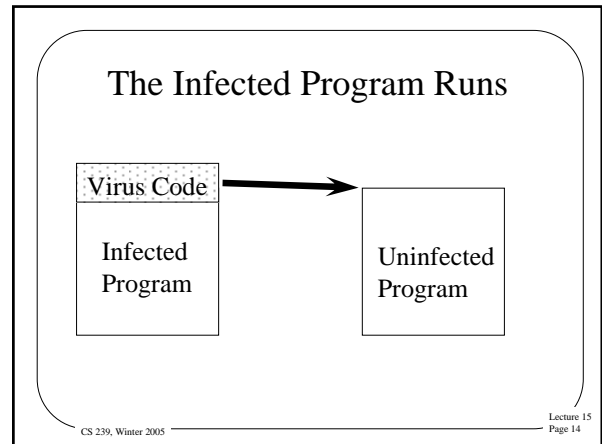 The Infected Program Runs
Virus Code
Infected
Program
Uninfected
Program
CS 239, Winter 2005
Lecture 15
Page 14